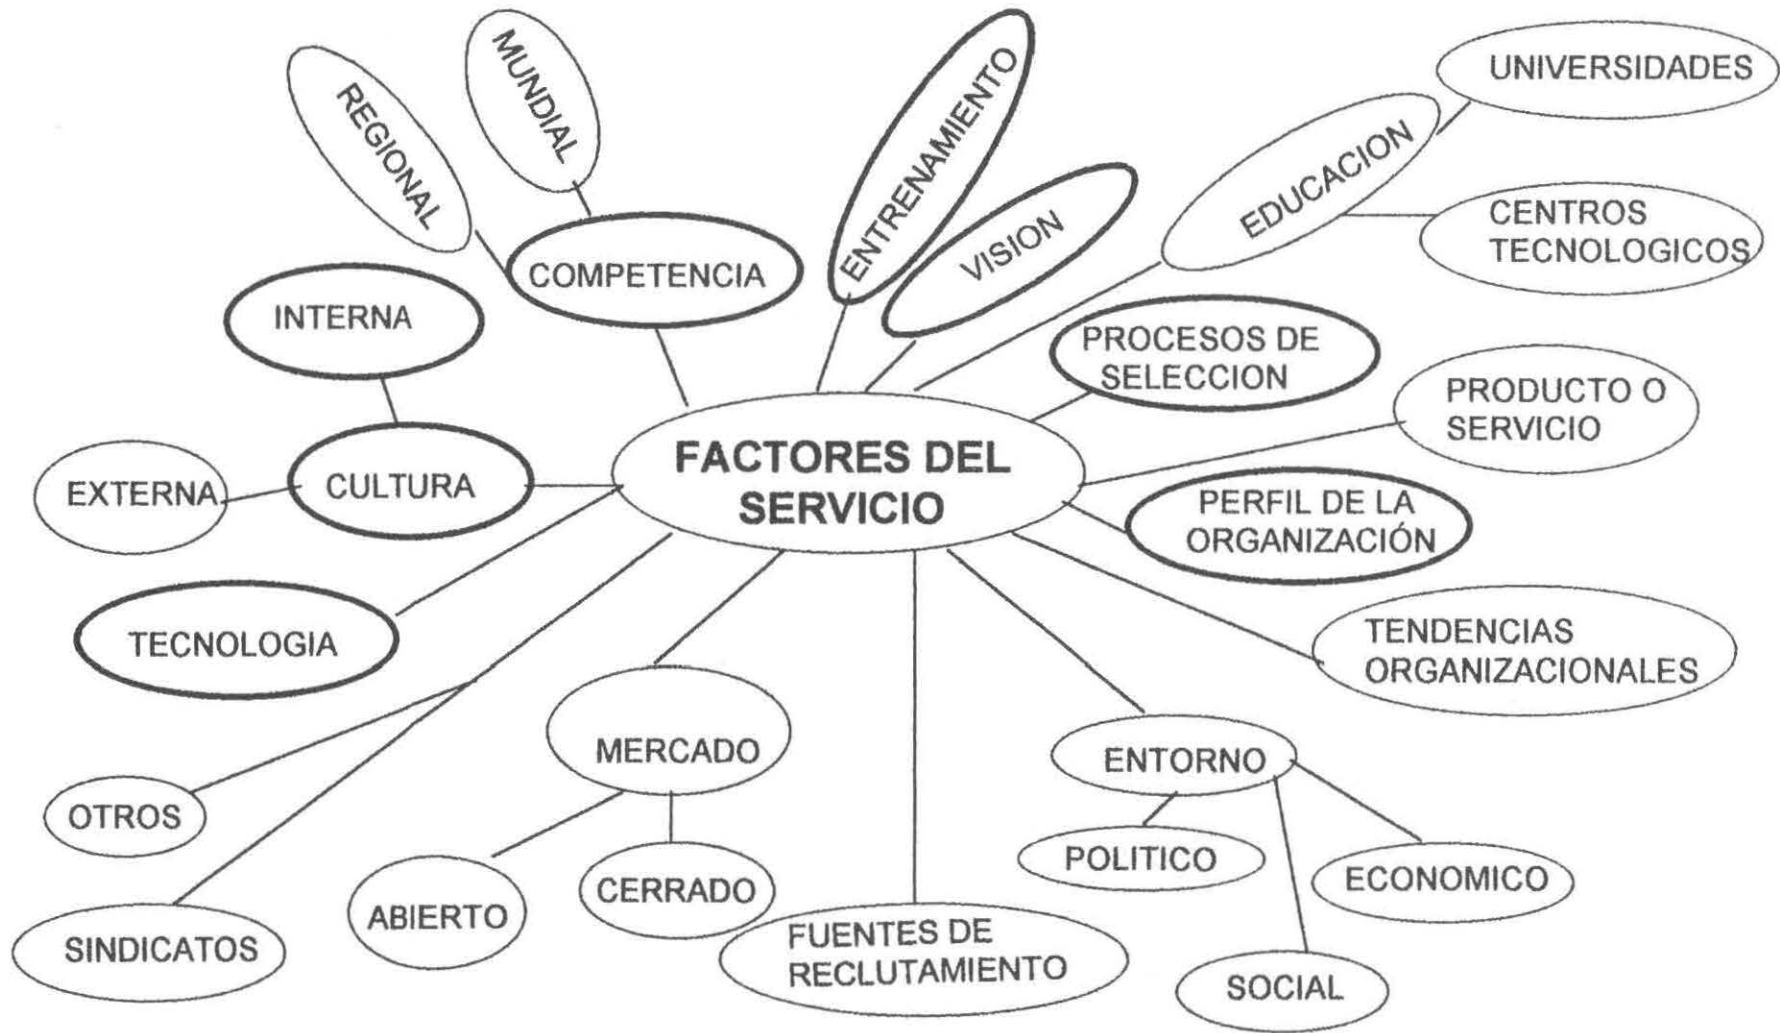 MUNDIAL
REGIONAL
ENTRENAMIENTO
VISION
EDUCACION
UNIVERSIDADES
CENTROS
TECNOLOGICOS
COMPETENCIA
INTERNA
PROCESOS DE
SELECCION
PRODUCTO O
SERVICIO
FACTORES DEL
SERVICIO
EXTERNA
CULTURA
PERFIL DE LA
ORGANIZACIÓN
TECNOLOGIA
TENDENCIAS
ORGANIZACIONALES
MERCADO
ENTORNO
OTROS
ABIERTO
CERRADO
POLITICO
ECONOMICO
SINDICATOS
FUENTES DE
RECLUTAMIENTO
SOCIAL